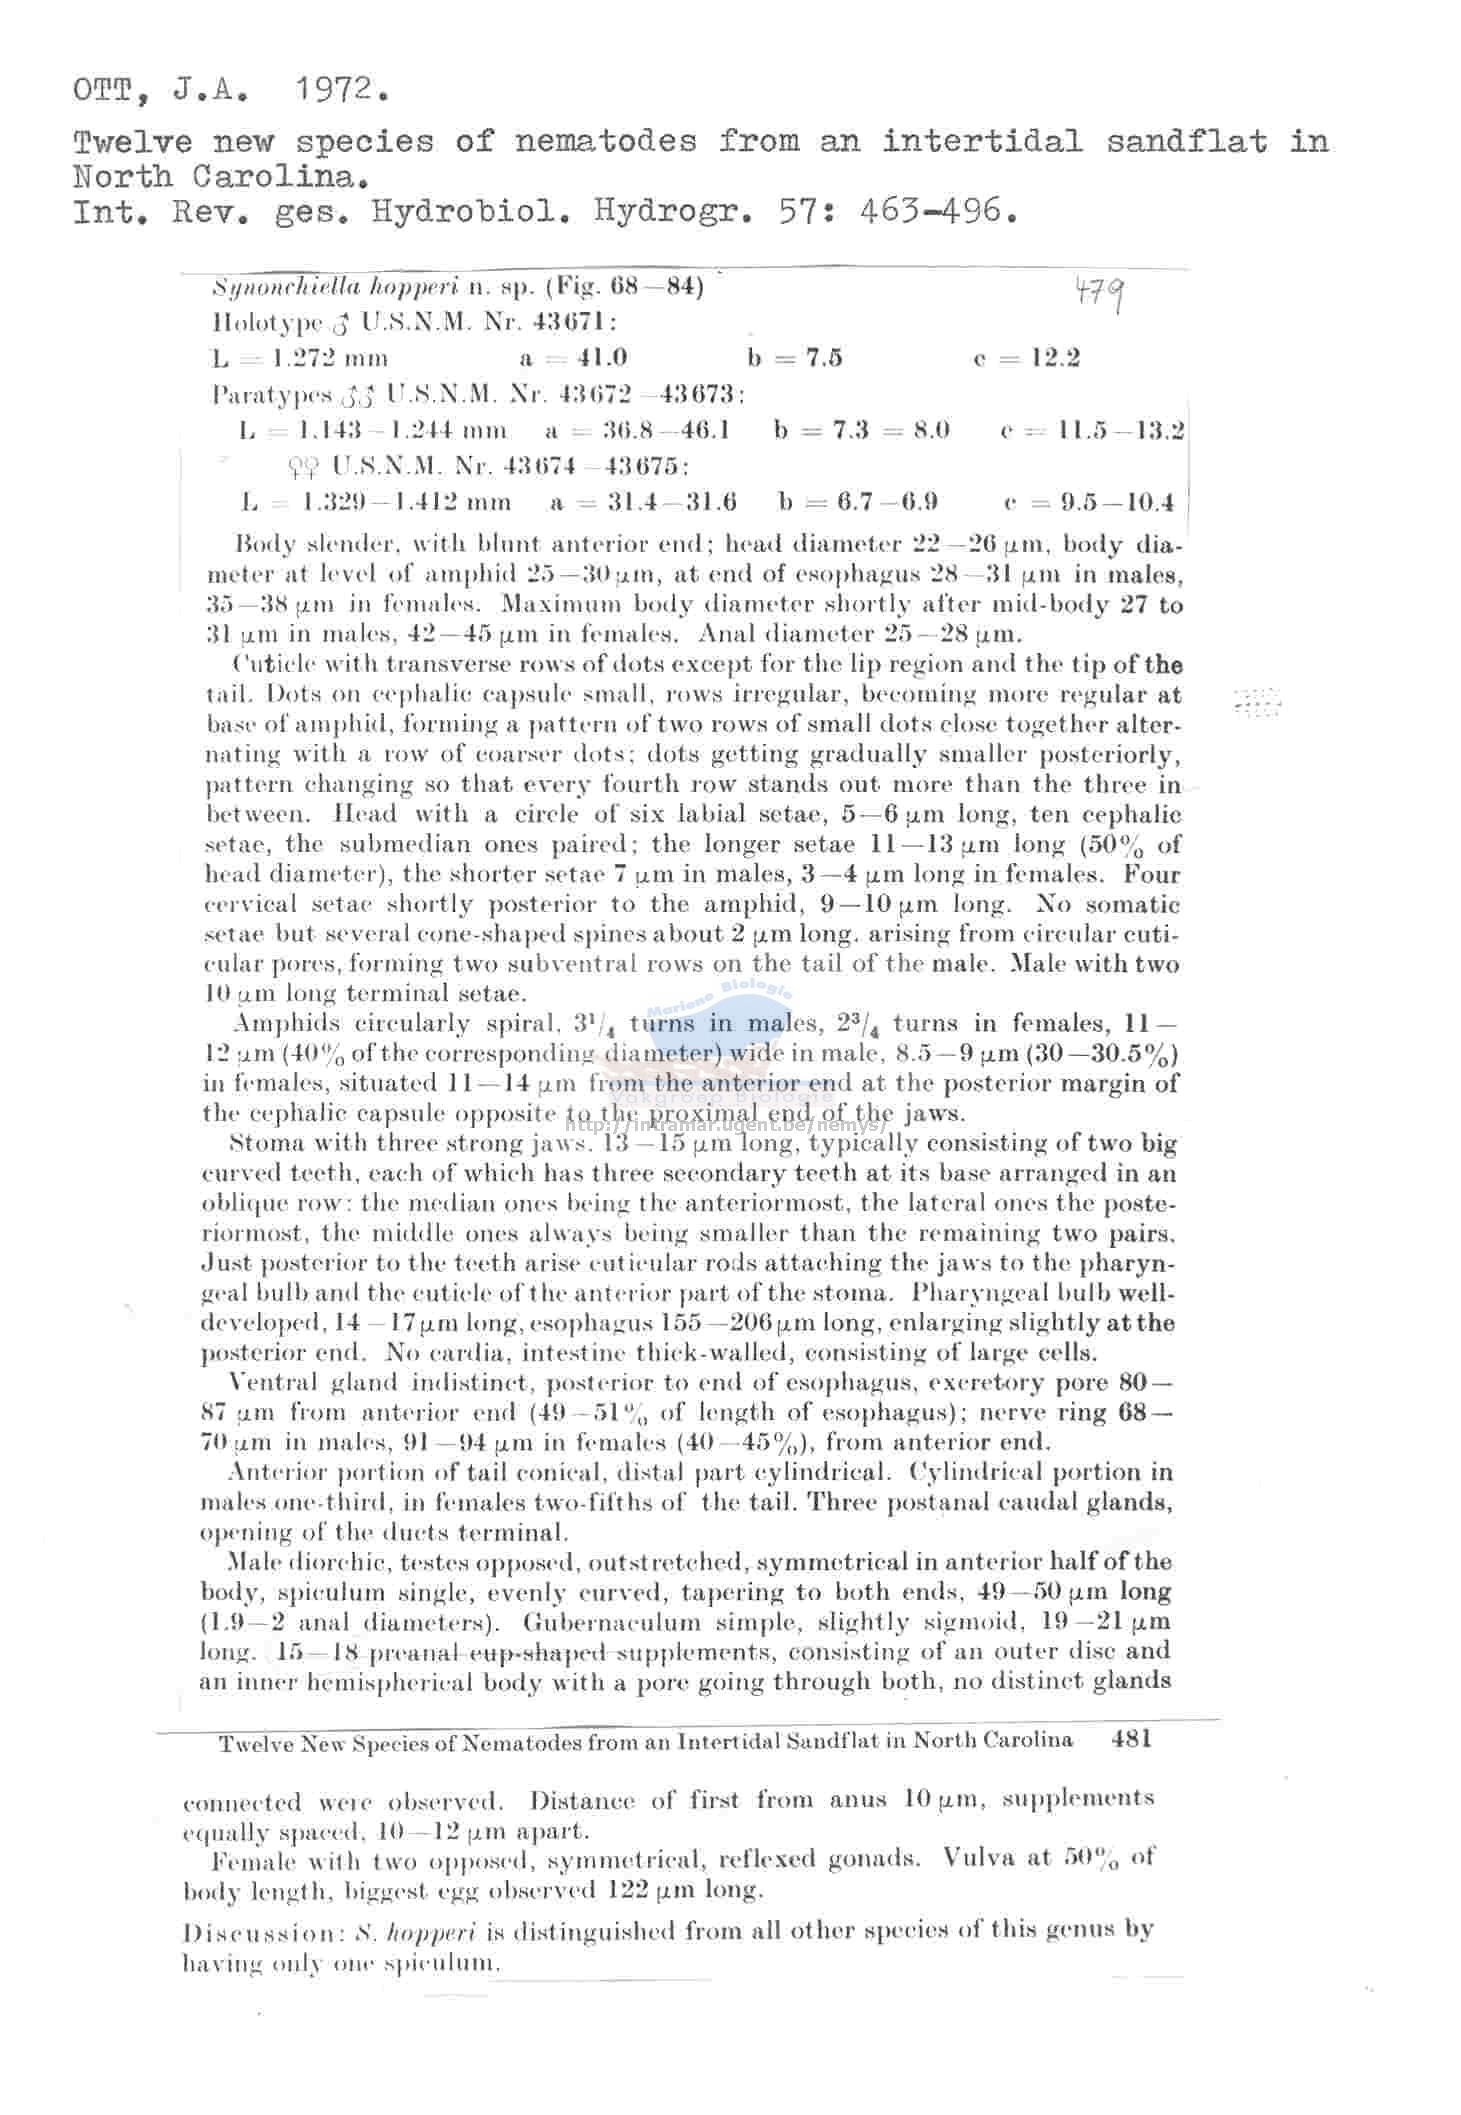 OTT, J.A. 1972.
Twelve new species of nematodes from an intertidal sandflat in
North Carolina.
Int. Rev. ges. Hydrobiol. Hydrogr. 57: 463-496.
Synonchiella hopperi n. sp. (Fig. 68—84)
479
Holotype ♂ U.S.N.M. Nr. 43671:
L = 1.272 mm a = 41.0 b = 7.5 c = 12.2
Paratypes ♂♂ U.S.N.M. Nr. 43672—43673:
L = 1.143—1.244 mm a = 36.8—46.1 b = 7.3 = 8.0 c = 11.5—13.2
♀♀ U.S.N.M. Nr. 43674—43675:
L = 1.329—1.412 mm a = 31.4—31.6 b = 6.7—6.9 c = 9.5—10.4
Body slender, with blunt anterior end; head diameter 22—26 µm, body dia-
meter at level of amphid 25—30 µm, at end of esophagus 28—31 µm in males,
35—38 µm in females. Maximum body diameter shortly after mid-body 27 to
31 µm in males, 42—45 µm in females. Anal diameter 25—28 µm.
Cuticle with transverse rows of dots except for the lip region and the tip of the
tail. Dots on cephalic capsule small, rows irregular, becoming more regular at
base of amphid, forming a pattern of two rows of small dots close together alter-
nating with a row of coarser dots; dots getting gradually smaller posteriorly,
pattern changing so that every fourth row stands out more than the three in
between. Head with a circle of six labial setae, 5—6 µm long, ten cephalic
setae, the submedian ones paired; the longer setae 11—13 µm long (50% of
head diameter), the shorter setae 7 µm in males, 3—4 µm long in females. Four
cervical setae shortly posterior to the amphid, 9—10 µm long. No somatic
setae but several cone-shaped spines about 2 µm long, arising from circular cuti-
cular pores, forming two subventral rows on the tail of the male. Male with two
10 µm long terminal setae.
Mariene Biologie
Amphids circularly spiral, 3¹/₄ turns in males, 2³/₄ turns in females, 11—
12 µm (40% of the corresponding diameter) wide in male, 8.5—9 µm (30—30.5%)
in females, situated 11—14 µm from the anterior end at the posterior margin of
Vakgroep Biologie
the cephalic capsule opposite to the proximal end of the jaws.
http://intramar.ugent.be/nemys/
Stoma with three strong jaws, 13—15 µm long, typically consisting of two big
curved teeth, each of which has three secondary teeth at its base arranged in an
oblique row: the median ones being the anteriormost, the lateral ones the poste-
riormost, the middle ones always being smaller than the remaining two pairs.
Just posterior to the teeth arise cuticular rods attaching the jaws to the pharyn-
geal bulb and the cuticle of the anterior part of the stoma. Pharyngeal bulb well-
developed, 14—17 µm long, esophagus 155—206 µm long, enlarging slightly at the
posterior end. No cardia, intestine thick-walled, consisting of large cells.
Ventral gland indistinct, posterior to end of esophagus, excretory pore 80—
87 µm from anterior end (49—51% of length of esophagus); nerve ring 68—
70 µm in males, 91—94 µm in females (40—45%), from anterior end.
Anterior portion of tail conical, distal part cylindrical. Cylindrical portion in
males one-third, in females two-fifths of the tail. Three postanal caudal glands,
opening of the ducts terminal.
Male diorchic, testes opposed, outstretched, symmetrical in anterior half of the
body, spiculum single, evenly curved, tapering to both ends, 49—50 µm long
(1.9—2 anal diameters). Gubernaculum simple, slightly sigmoid, 19—21 µm
long. 15—18 preanal cup-shaped supplements, consisting of an outer disc and
an inner hemispherical body with a pore going through both, no distinct glands
Twelve New Species of Nematodes from an Intertidal Sandflat in North Carolina 481
connected were observed. Distance of first from anus 10 µm, supplements
equally spaced, 10—12 µm apart.
Female with two opposed, symmetrical, reflexed gonads. Vulva at 50% of
body length, biggest egg observed 122 µm long.
Discussion: S. hopperi is distinguished from all other species of this genus by
having only one spiculum.